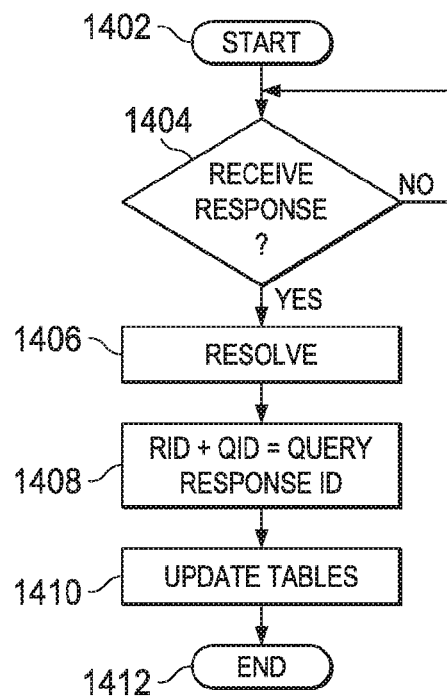 1402
START
1404
RECEIVE
RESPONSE
?
NO
YES
1406
RESOLVE
1408
RID + QID = QUERY
RESPONSE ID
1410
UPDATE TABLES
1412
END